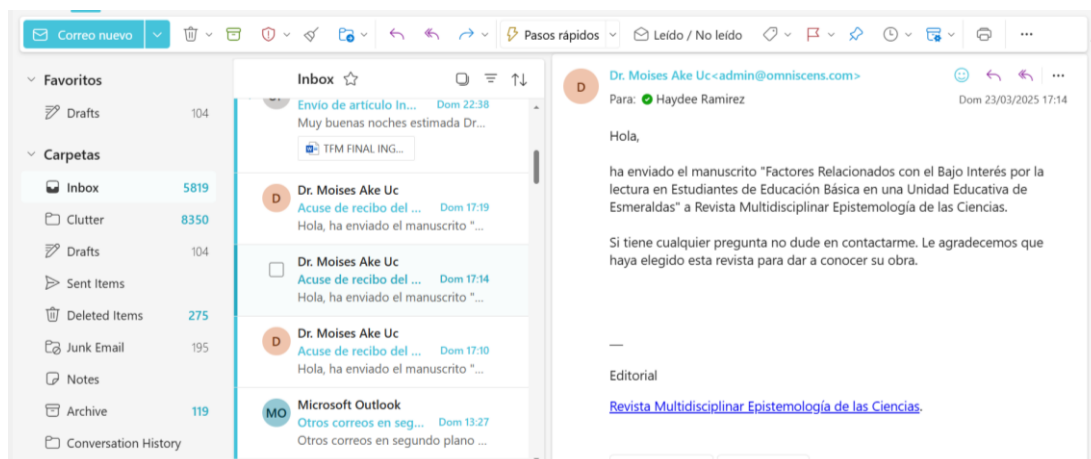 Correo nuevo
Pasos rápidos
Leído / No leído
Favoritos
Drafts 104
Carpetas
Inbox 5819
Clutter 8350
Drafts 104
Sent Items
Deleted Items 275
Junk Email 195
Notes
Archive 119
Conversation History
Inbox
Envio de artículo In... Dom 22:38
Muy buenas noches estimada Dr...
TFM FINAL ING...
D
Dr. Moises Ake Uc
Acuse de recibo del ... Dom 17:19
Hola, ha enviado el manuscrito "...
Dr. Moises Ake Uc
Acuse de recibo del ... Dom 17:14
Hola, ha enviado el manuscrito "...
D
Dr. Moises Ake Uc
Acuse de recibo del ... Dom 17:10
Hola, ha enviado el manuscrito "...
MO
Microsoft Outlook
Otros correos en seg... Dom 13:27
Otros correos en segundo plano ...
D
Dr. Moises Ake Uc<admin@omniscens.com>
Para: Haydee Ramirez
Dom 23/03/2025 17:14
Hola,
ha enviado el manuscrito "Factores Relacionados con el Bajo Interés por la
lectura en Estudiantes de Educación Básica en una Unidad Educativa de
Esmeraldas" a Revista Multidisciplinar Epistemología de las Ciencias.
Si tiene cualquier pregunta no dude en contactarme. Le agradecemos que
haya elegido esta revista para dar a conocer su obra.
—
Editorial
Revista Multidisciplinar Epistemología de las Ciencias.